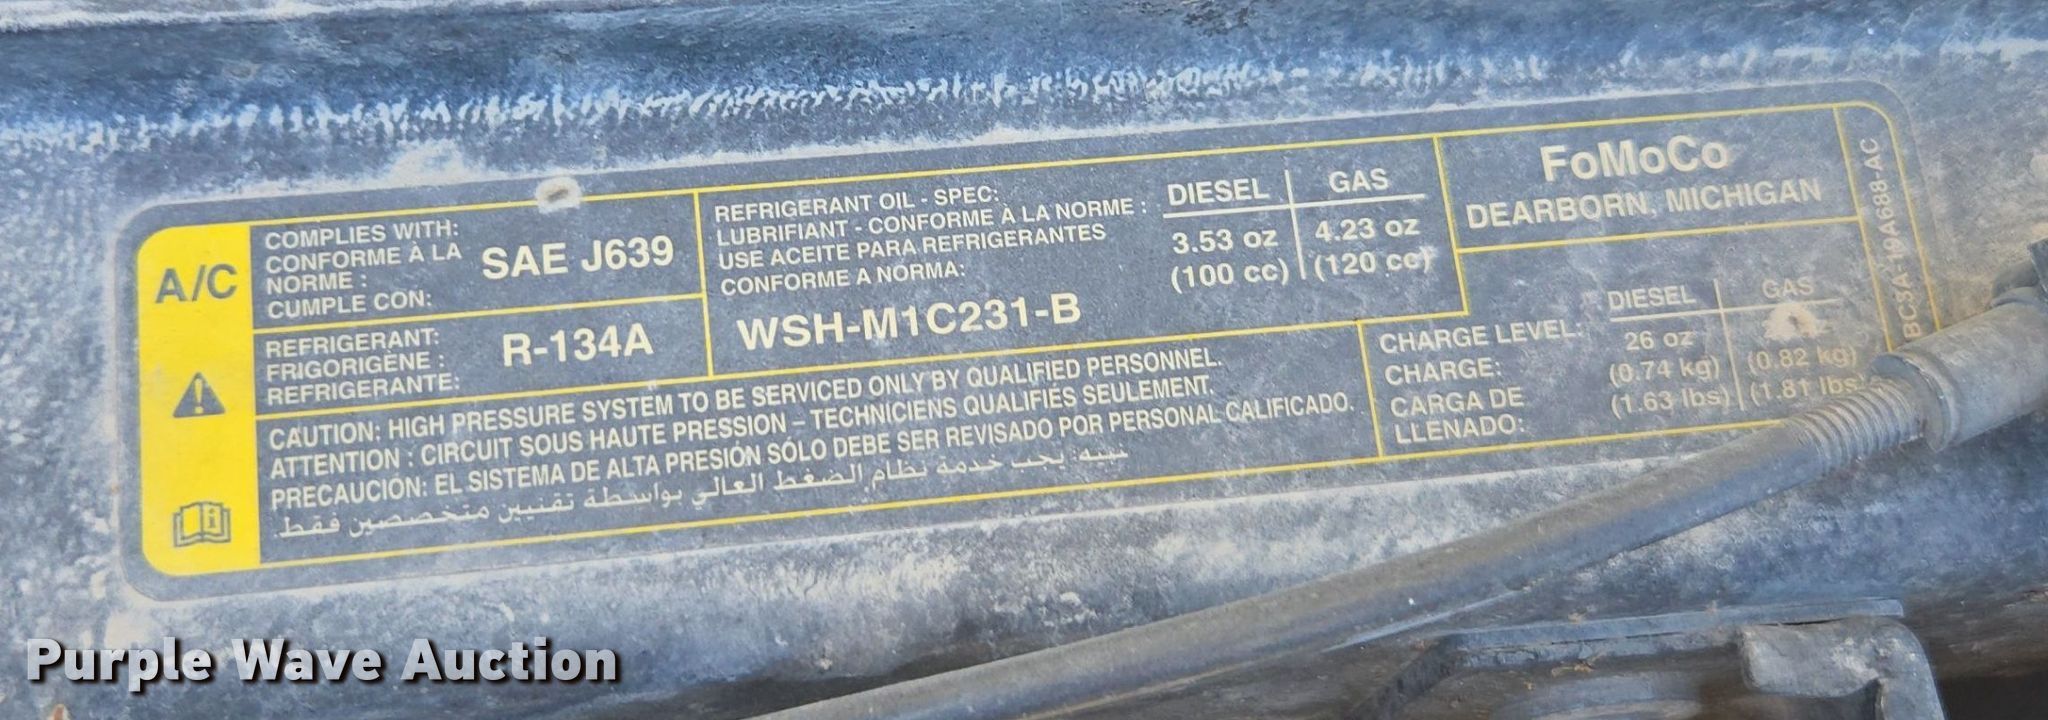 A/C
COMPLIES WITH:
CONFORME À LA
NORME :
CUMPLE CON:
SAE J639
REFRIGERANT:
FRIGORIGÈNE :
REFRIGERANTE:
R-134A
REFRIGERANT OIL - SPEC:
LUBRIFIANT - CONFORME À LA NORME :
USE ACEITE PARA REFRIGERANTES
CONFORME A NORMA:
WSH-M1C231-B
DIESEL GAS
3.53 oz 4.23 oz
(100 cc) (120 cc)
FoMoCo
DEARBORN, MICHIGAN
CAUTION: HIGH PRESSURE SYSTEM TO BE SERVICED ONLY BY QUALIFIED PERSONNEL.
ATTENTION : CIRCUIT SOUS HAUTE PRESSION – TECHNICIENS QUALIFIÉS SEULEMENT.
PRECAUCIÓN: EL SISTEMA DE ALTA PRESIÓN SÓLO DEBE SER REVISADO POR PERSONAL CALIFICADO.
يجب خدمة نظام الضغط العالي بواسطة تقنيين متخصصين فقط.
CHARGE LEVEL:
CHARGE:
CARGA DE
LLENADO:
DIESEL GAS
26 oz
(0.74 kg) (0.82 kg)
(1.63 lbs) (1.81 lbs)
BC3A-19A688-AC
Purple Wave Auction